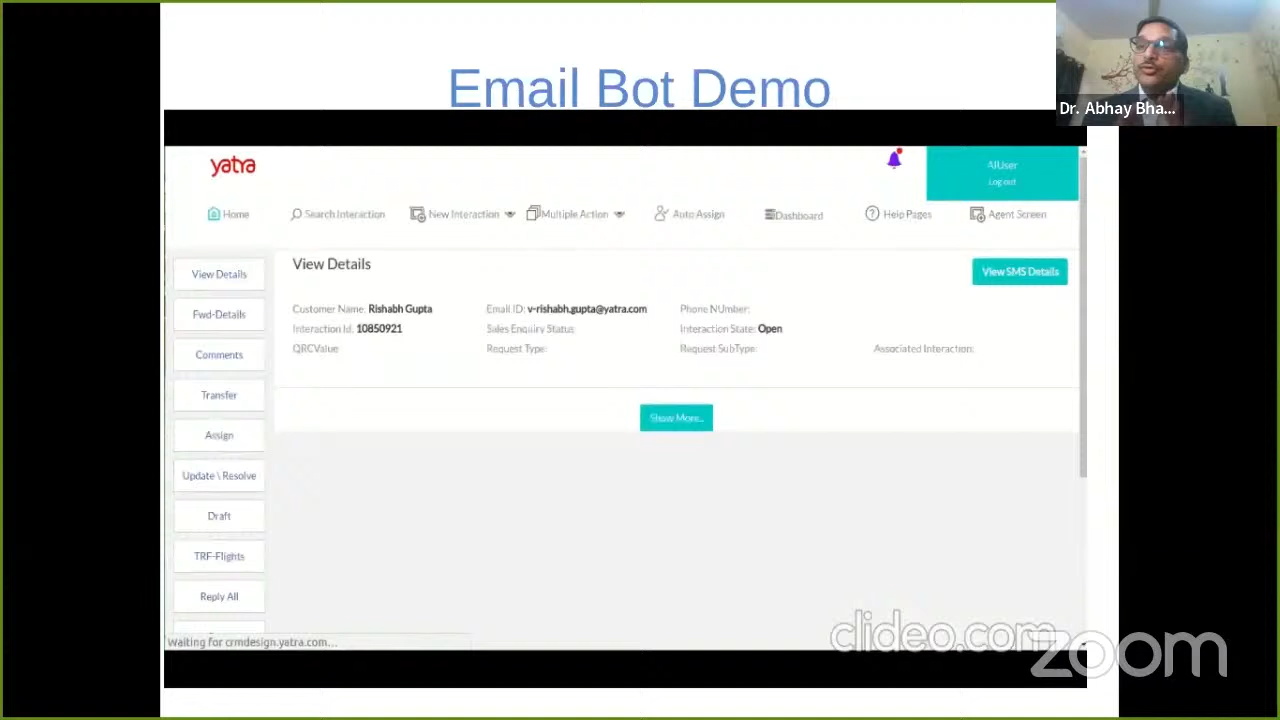 Email Bot Demo
Dr. Abhay Bha...
yatra
AIUser
Log out
Home
Search Interaction
New Interaction
Multiple Action
Auto Assign
Dashboard
Help Pages
Agent Screen
View Details
Fwd-Details
Comments
Transfer
Assign
Update \ Resolve
Draft
TRF-Flights
Reply All
View Details
View SMS Details
Customer Name: Rishabh Gupta
Email ID: v-rishabh.gupta@yatra.com
Phone NUmber:
Interaction Id: 10850921
Sales Enquiry Status
Interaction State: Open
QRCValue
Request Type:
Request SubType:
Associated Interaction:
Show More..
Waiting for crmdesign.yatra.com...
clideo.com
zoom